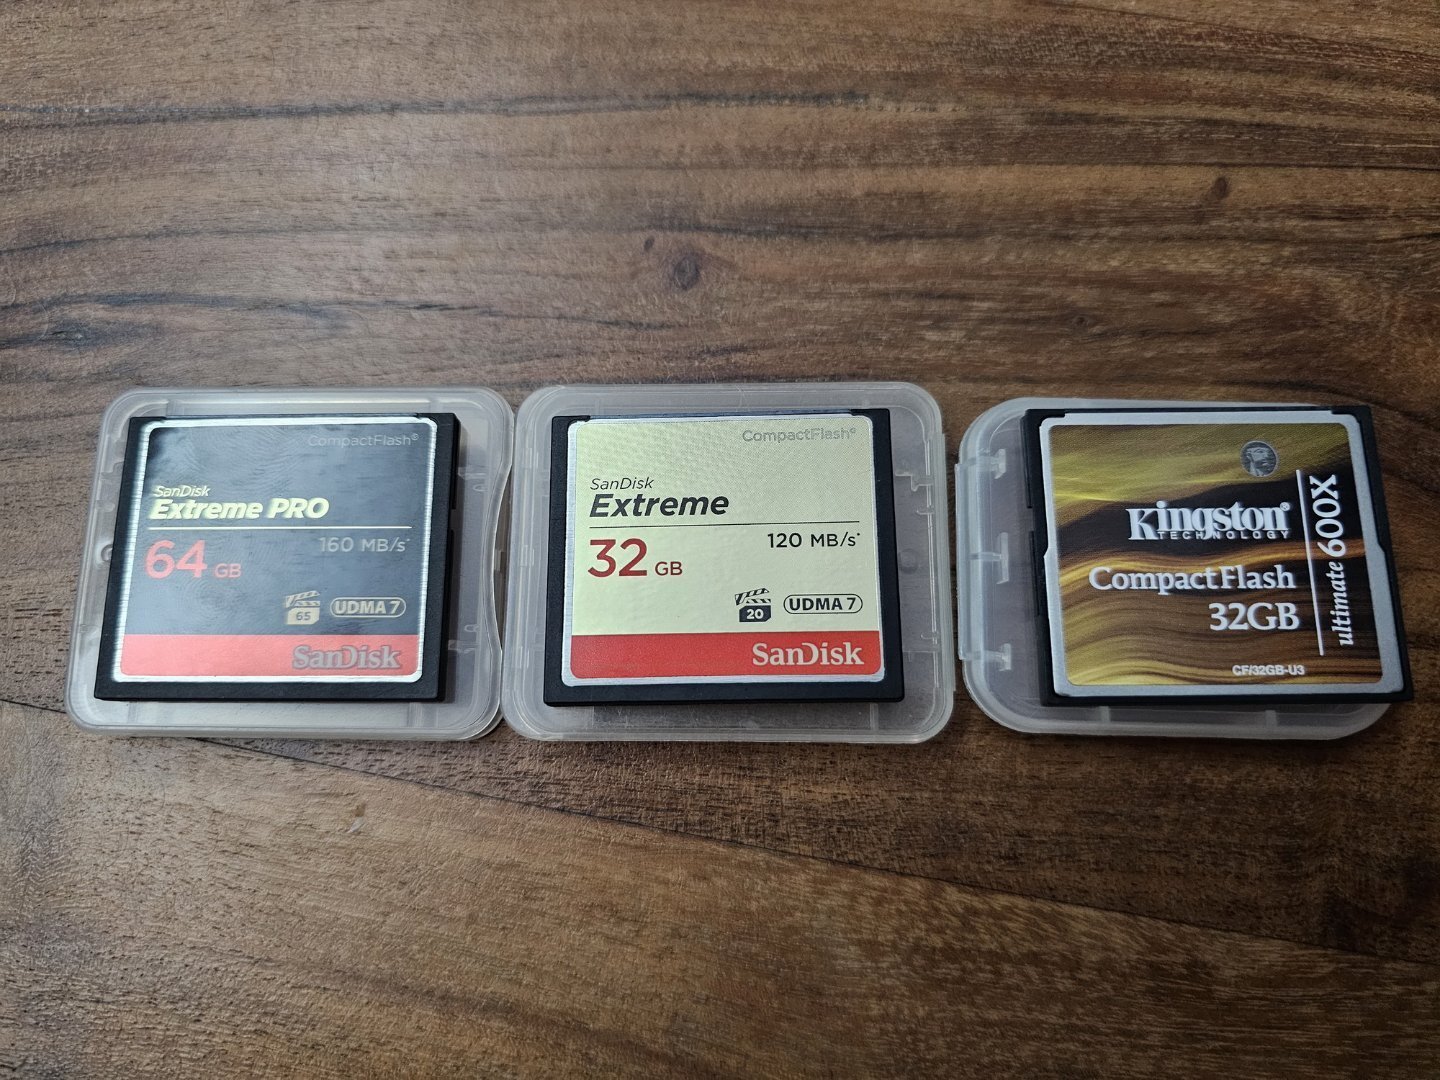 CompactFlash®
SanDisk
Extreme PRO
160 MB/s*
64 GB
65
UDMA 7
SanDisk
CompactFlash®
SanDisk
Extreme
32 GB
120 MB/s*
20
UDMA 7
SanDisk
Kingston®
TECHNOLOGY
CompactFlash
32GB
ultimate 600X
CF/32GB-U3